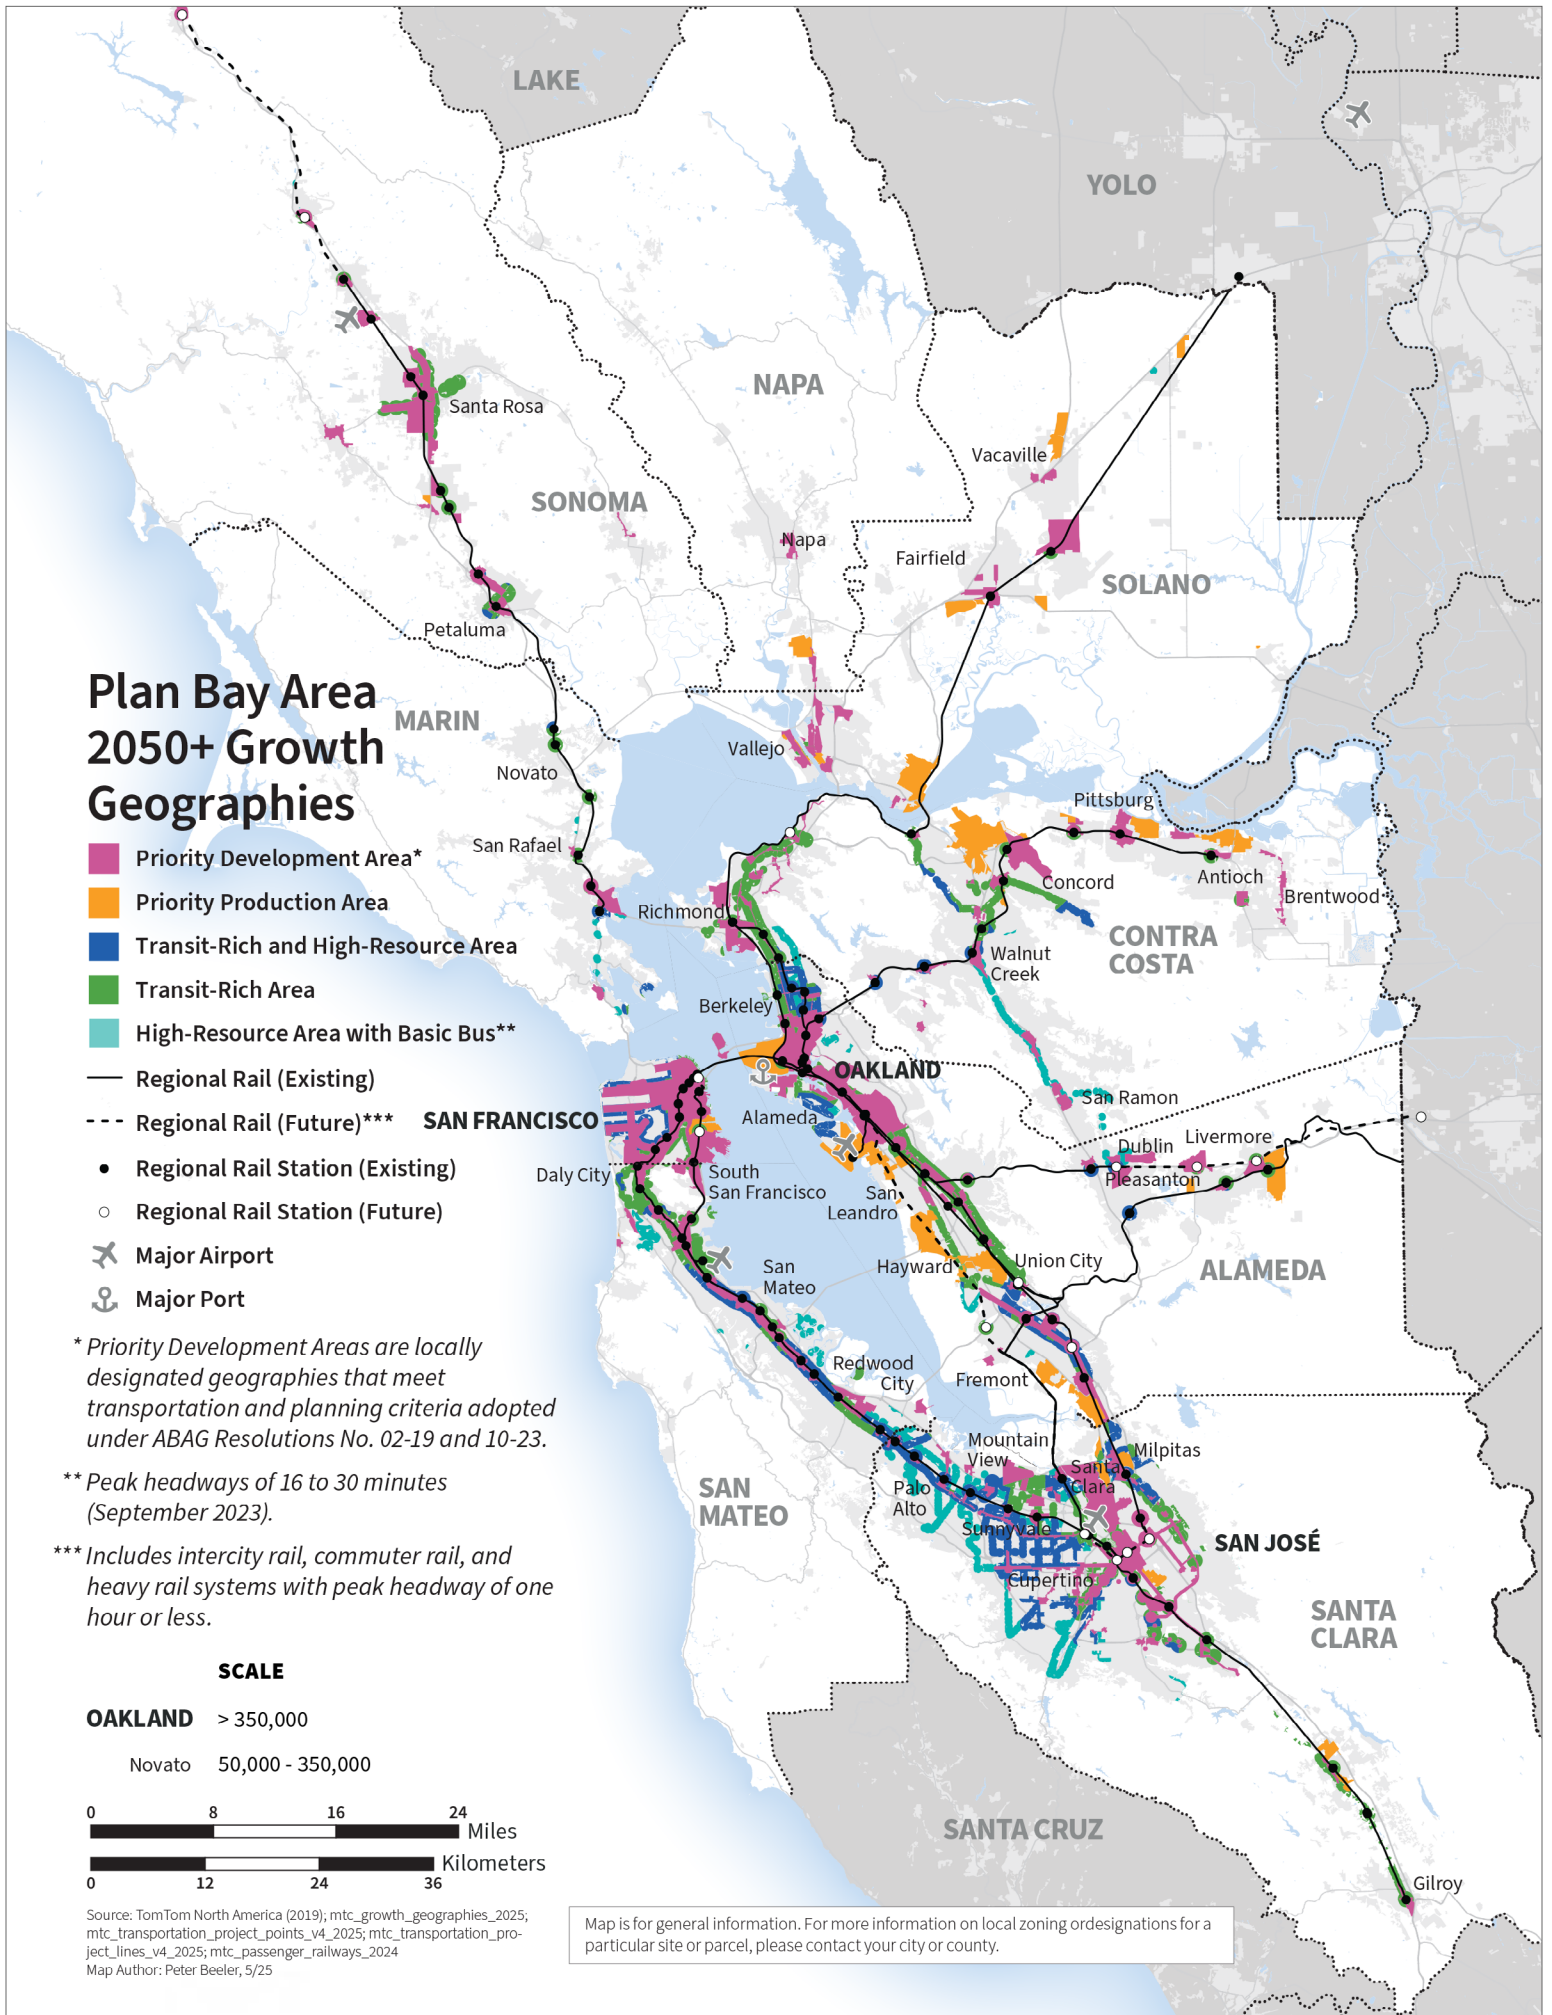 LAKE
YOLO
NAPA
Santa Rosa
Vacaville
SONOMA
Napa
Fairfield
SOLANO
Petaluma
Plan Bay Area
2050+ Growth
Geographies
MARIN
Vallejo
Novato
Pittsburg
San Rafael
Antioch
Concord
Brentwood
Richmond
CONTRA
COSTA
Walnut
Creek
Berkeley
OAKLAND
San Ramon
Alameda
SAN FRANCISCO
Dublin
Livermore
Daly City
South
San Francisco
Pleasanton
San
Leandro
Hayward
Union City
ALAMEDA
San
Mateo
Redwood
City
Fremont
Mountain
View
Milpitas
Santa
Clara
SAN
MATEO
Palo
Alto
Sunnyvale
SAN JOSÉ
Cupertino
SANTA
CLARA
SANTA CRUZ
Gilroy
Priority Development Area*
Priority Production Area
Transit-Rich and High-Resource Area
Transit-Rich Area
High-Resource Area with Basic Bus**
Regional Rail (Existing)
Regional Rail (Future)***
Regional Rail Station (Existing)
Regional Rail Station (Future)
Major Airport
Major Port
* Priority Development Areas are locally
designated geographies that meet
transportation and planning criteria adopted
under ABAG Resolutions No. 02-19 and 10-23.
** Peak headways of 16 to 30 minutes
(September 2023).
*** Includes intercity rail, commuter rail, and
heavy rail systems with peak headway of one
hour or less.
SCALE
OAKLAND > 350,000
Novato 50,000 - 350,000
0 8 16 24
Miles
Kilometers
0 12 24 36
Source: TomTom North America (2019); mtc_growth_geographies_2025;
mtc_transportation_project_points_v4_2025; mtc_transportation_pro-
ject_lines_v4_2025; mtc_passenger_railways_2024
Map Author: Peter Beeler, 5/25
Map is for general information. For more information on local zoning ordesignations for a
particular site or parcel, please contact your city or county.